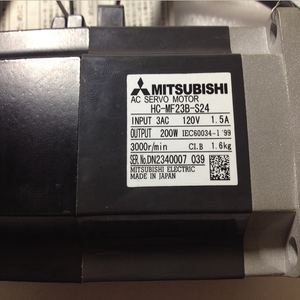 MITSUBISHI
AC SERVO MOTOR
HC-MF23B-S24
INPUT 3AC 120V 1.5A
OUTPUT 200W IEC60034-1 '99
3000r/min Cl.B 1.6kg
SER.No.DN2340007 039
MITSUBISHI ELECTRIC
MADE IN JAPAN